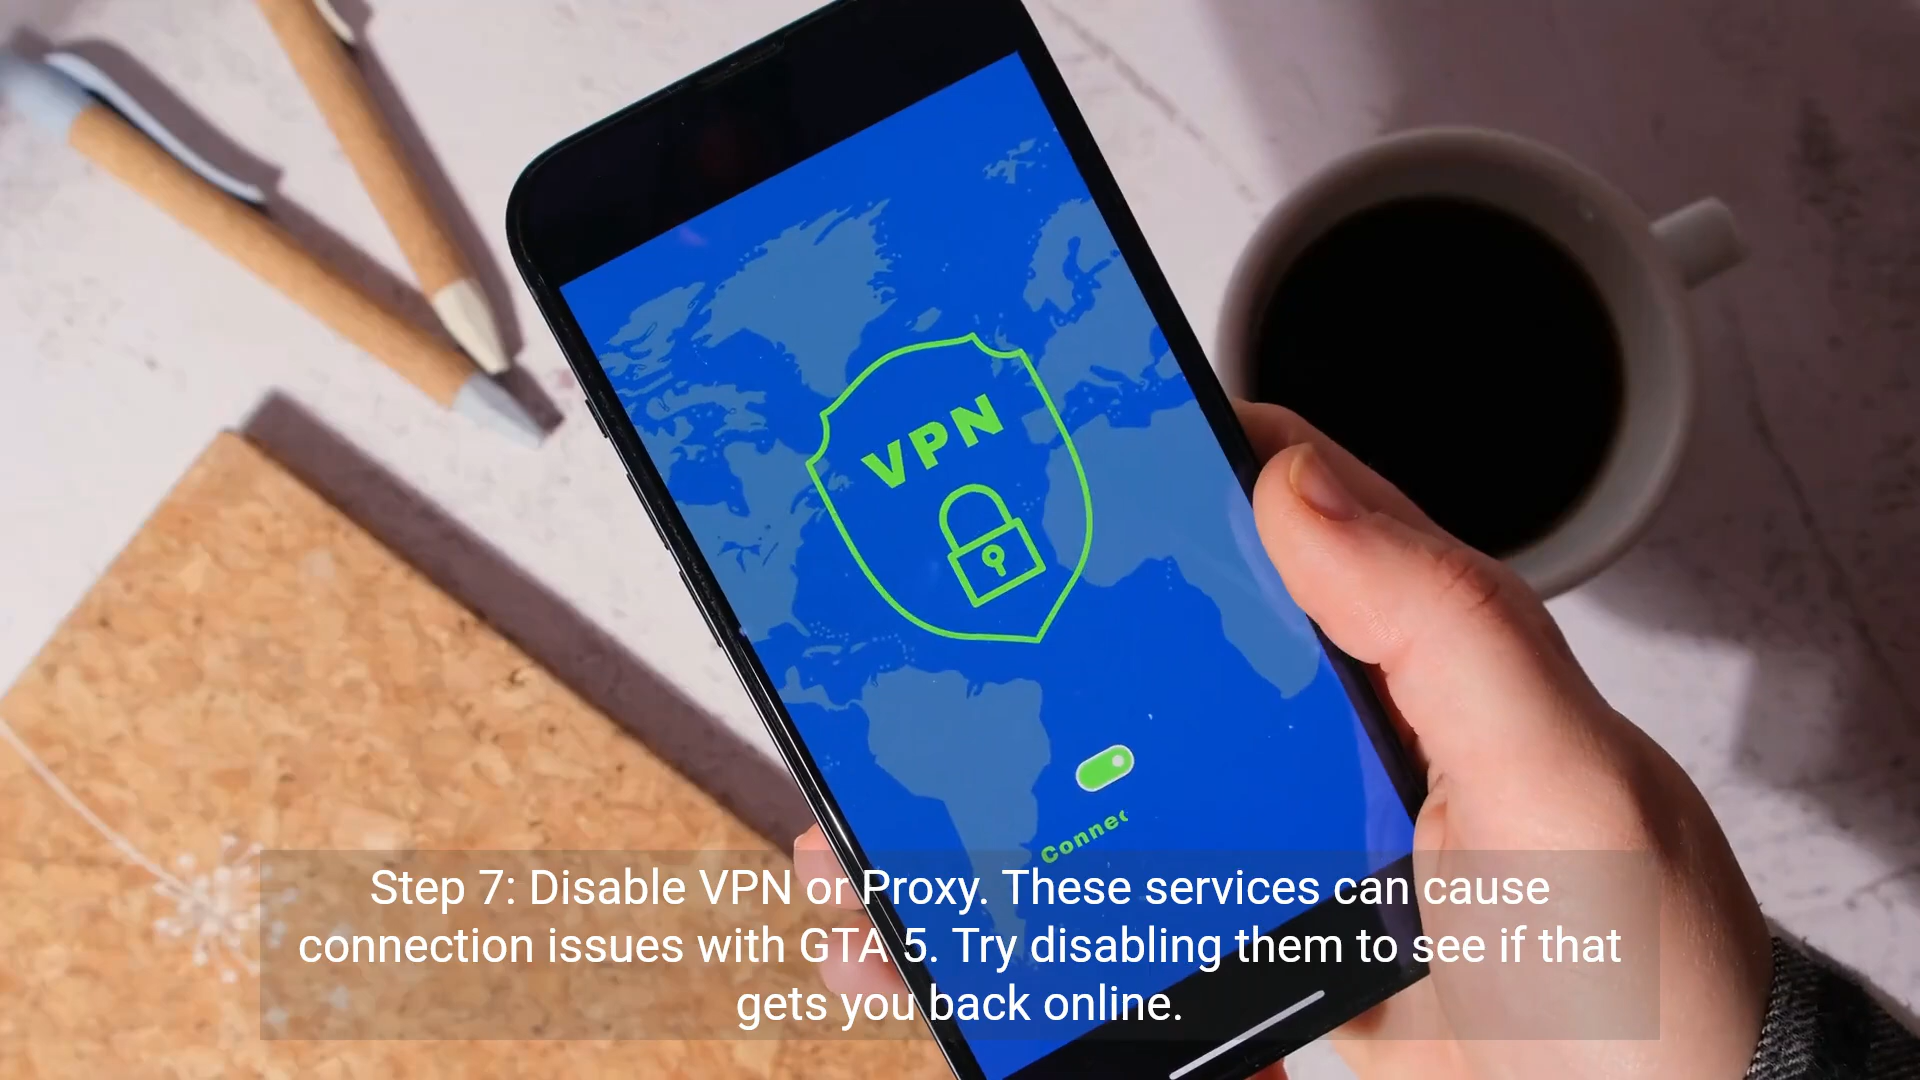 VPN
Connec
Step 7: Disable VPN or Proxy. These services can cause
connection issues with GTA 5. Try disabling them to see if that
gets you back online.